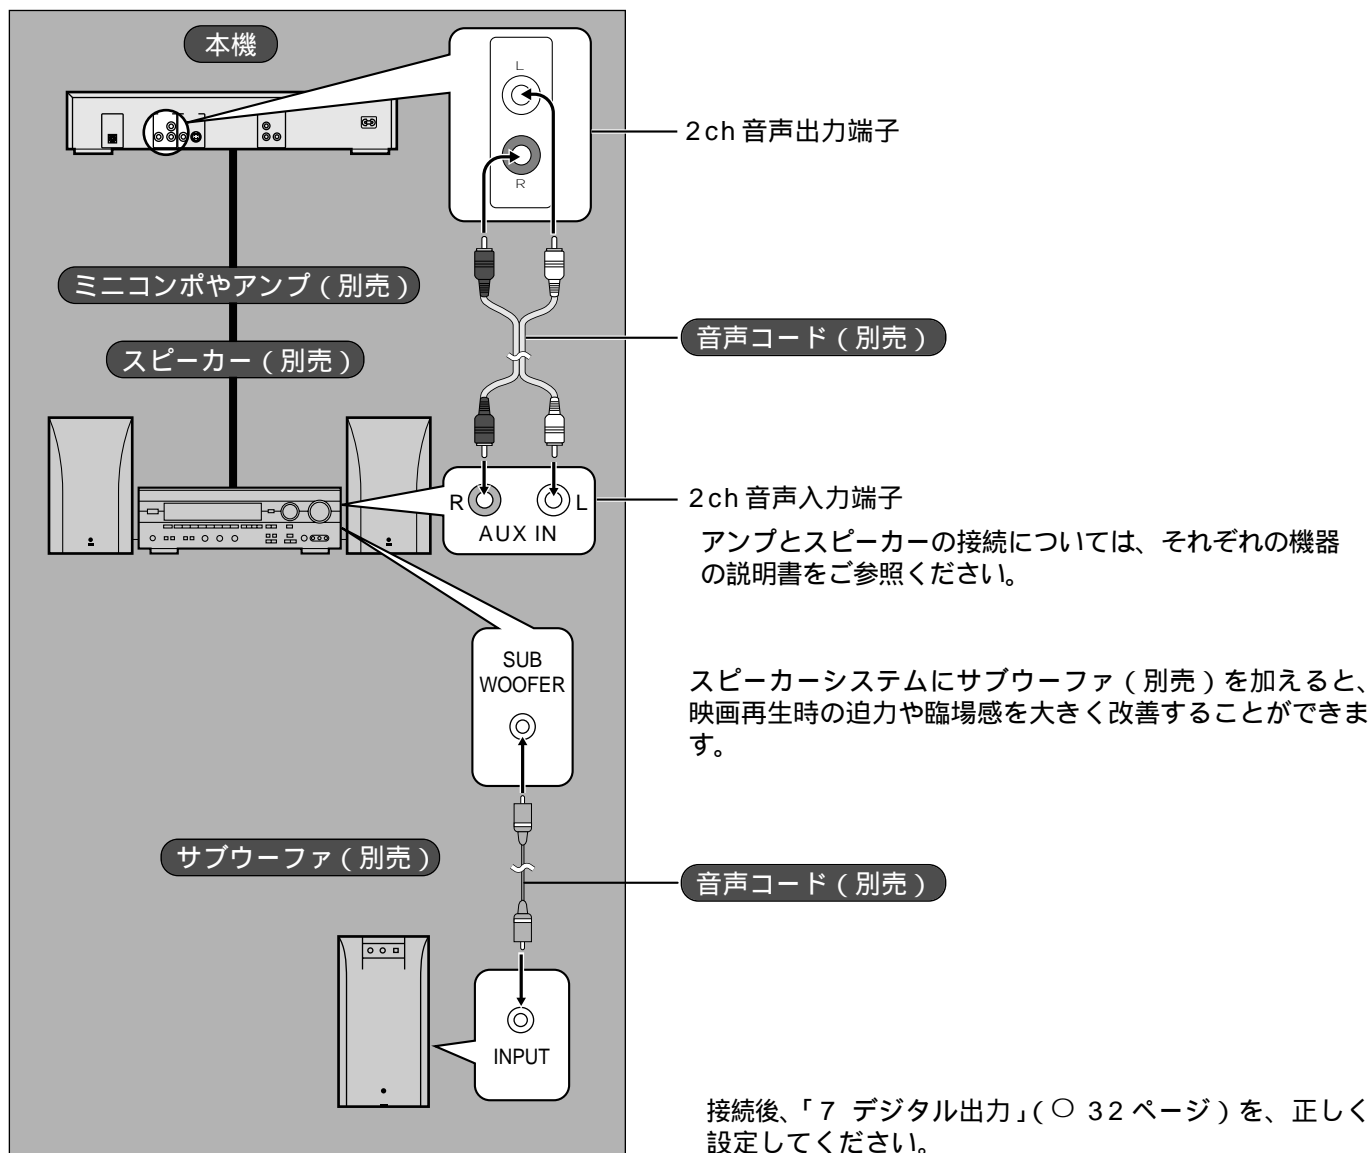 本機
L
R
2ch 音声出力端子
ミニコンポやアンプ（別売）
スピーカー（別売）
音声コード（別売）
R
L
AUX IN
2ch 音声入力端子
アンプとスピーカーの接続については、それぞれの機器
の説明書をご参照ください。
SUB
WOOFER
スピーカーシステムにサブウーファ（別売）を加えると、
映画再生時の迫力や臨場感を大きく改善することができま
す。
サブウーファ（別売）
音声コード（別売）
INPUT
接続後、「7 デジタル出力」（○ 32 ページ）を、正しく
設定してください。